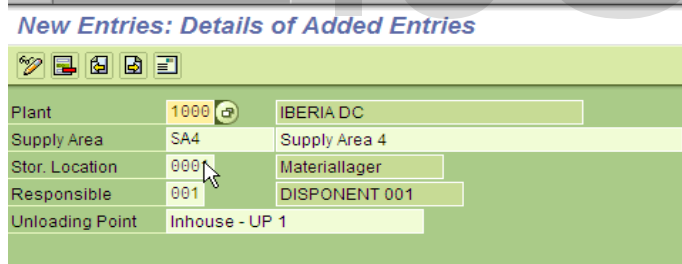 New Entries: Details of Added Entries
Plant 1000 IBERIA DC
Supply Area SA4 Supply Area 4
Stor. Location 0001 Materiallager
Responsible 001 DISPONENT 001
Unloading Point Inhouse - UP 1